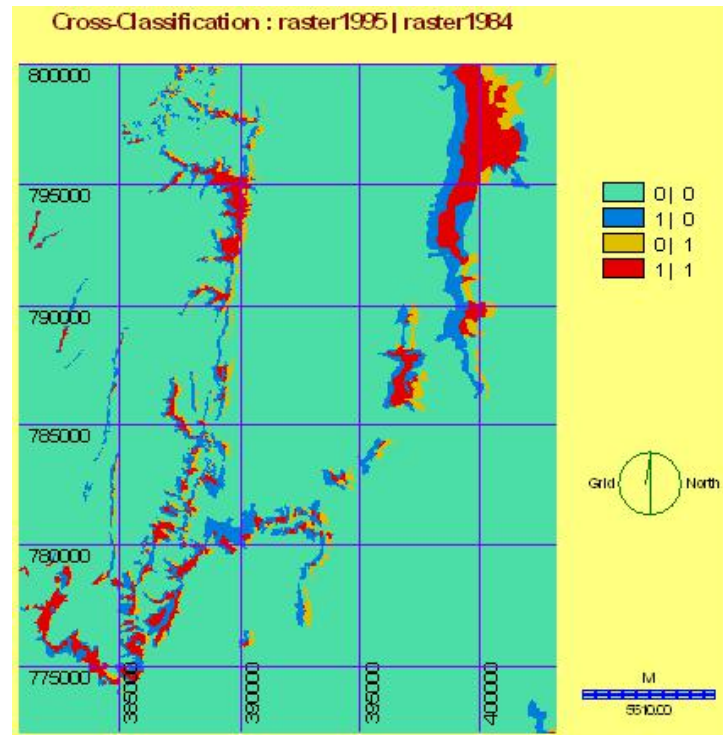 Cross-Classification : raster1995 | raster1984
800000
795000
790000
785000
780000
775000
385000
390000
395000
400000
0 | 0
1 | 0
0 | 1
1 | 1
Grid North
M
5510.00